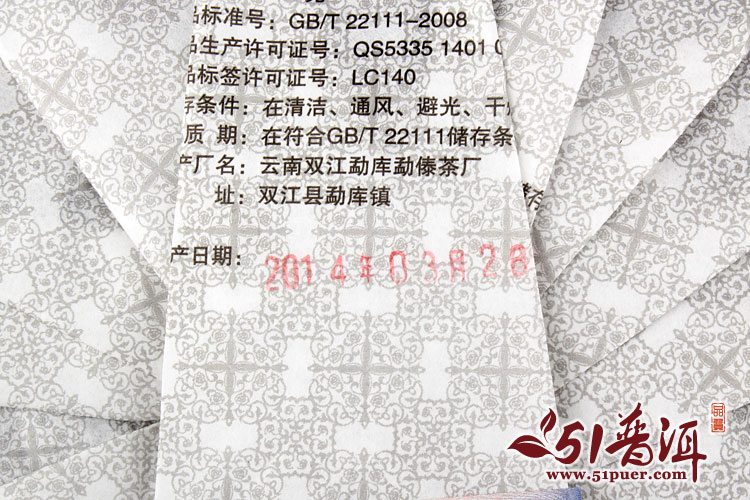 品标准号：GB/T 22111-2008
品生产许可证号：QS5335 1401 0
品标签许可证号：LC140
存条件：在清洁、通风、避光、干燥
质 期：在符合GB/T 22111储存条
产厂名：云南双江勐库勐傣茶厂
址：双江县勐库镇
产日期：2014年03月28
51普洱
www.51puer.com